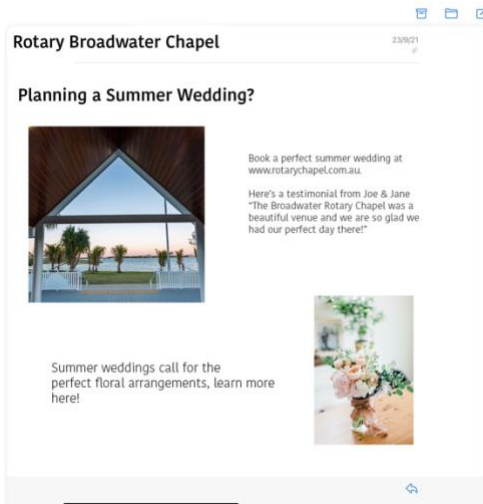 Rotary Broadwater Chapel
23/9/21
Planning a Summer Wedding?
Book a perfect summer wedding at
www.rotarychapel.com.au.
Here's a testimonial from Joe & Jane
"The Broadwater Rotary Chapel was a
beautiful venue and we are so glad we
had our perfect day there!"
Summer weddings call for the
perfect floral arrangements, learn more
here!